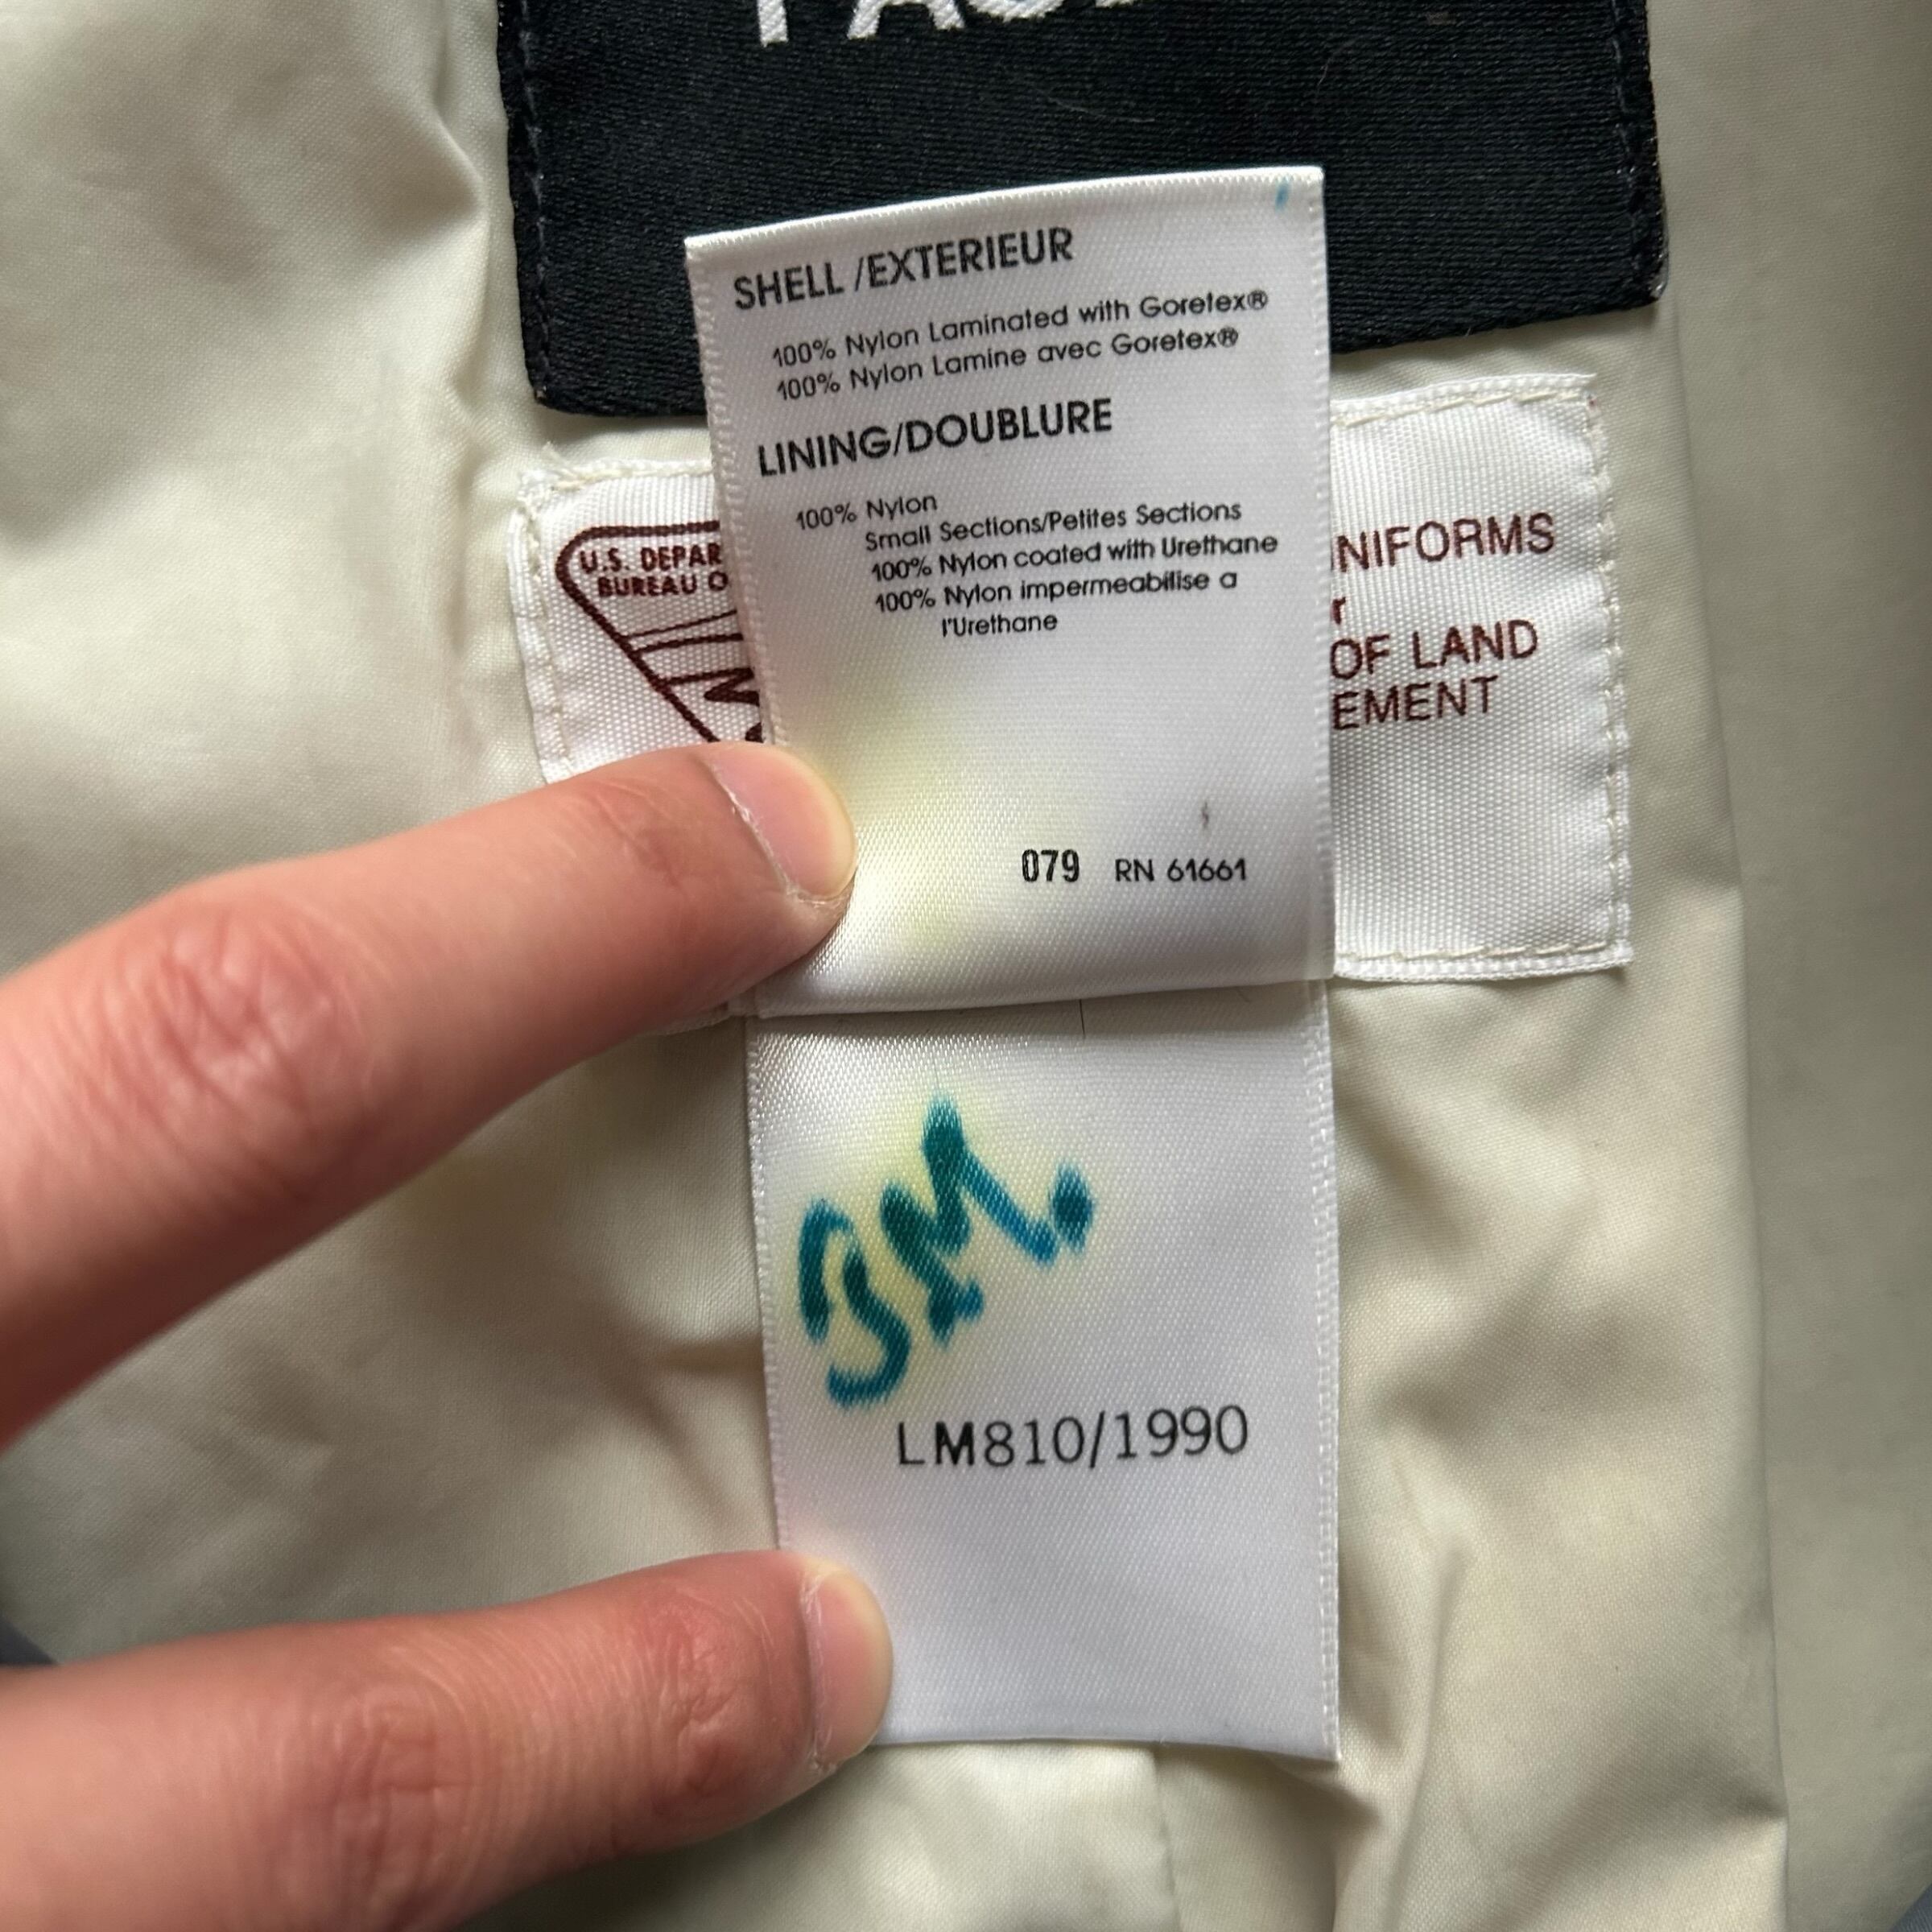 SHELL /EXTERIEUR
100% Nylon Laminated with Goretex®
100% Nylon Lamine avec Goretex®
LINING/DOUBLURE
100% Nylon
Small Sections/Petites Sections
100% Nylon coated with Urethane
100% Nylon impermeabilise a
l'Urethane
079 RN 61661
U.S. DEPAR
BUREAU O
NIFORMS
OF LAND
EMENT
LM810/1990